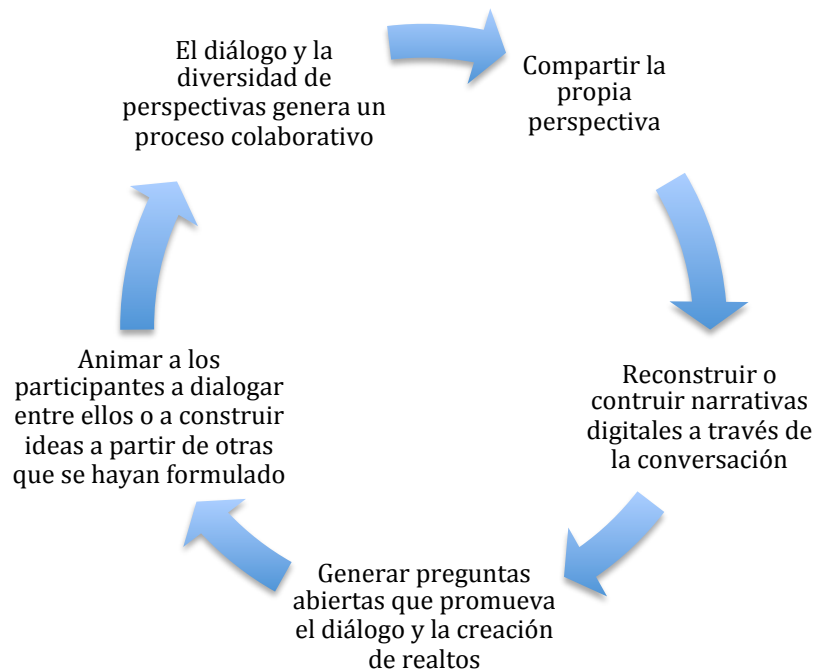 El diálogo y la
diversidad de
perspectivas genera un
proceso colaborativo
Compartir la
propia
perspectiva
Reconstruir o
contruir narrativas
digitales a través de
la conversación
Generar preguntas
abiertas que promueva
el diálogo y la creación
de realtos
Animar a los
participantes a dialogar
entre ellos o a construir
ideas a partir de otras
que se hayan formulado